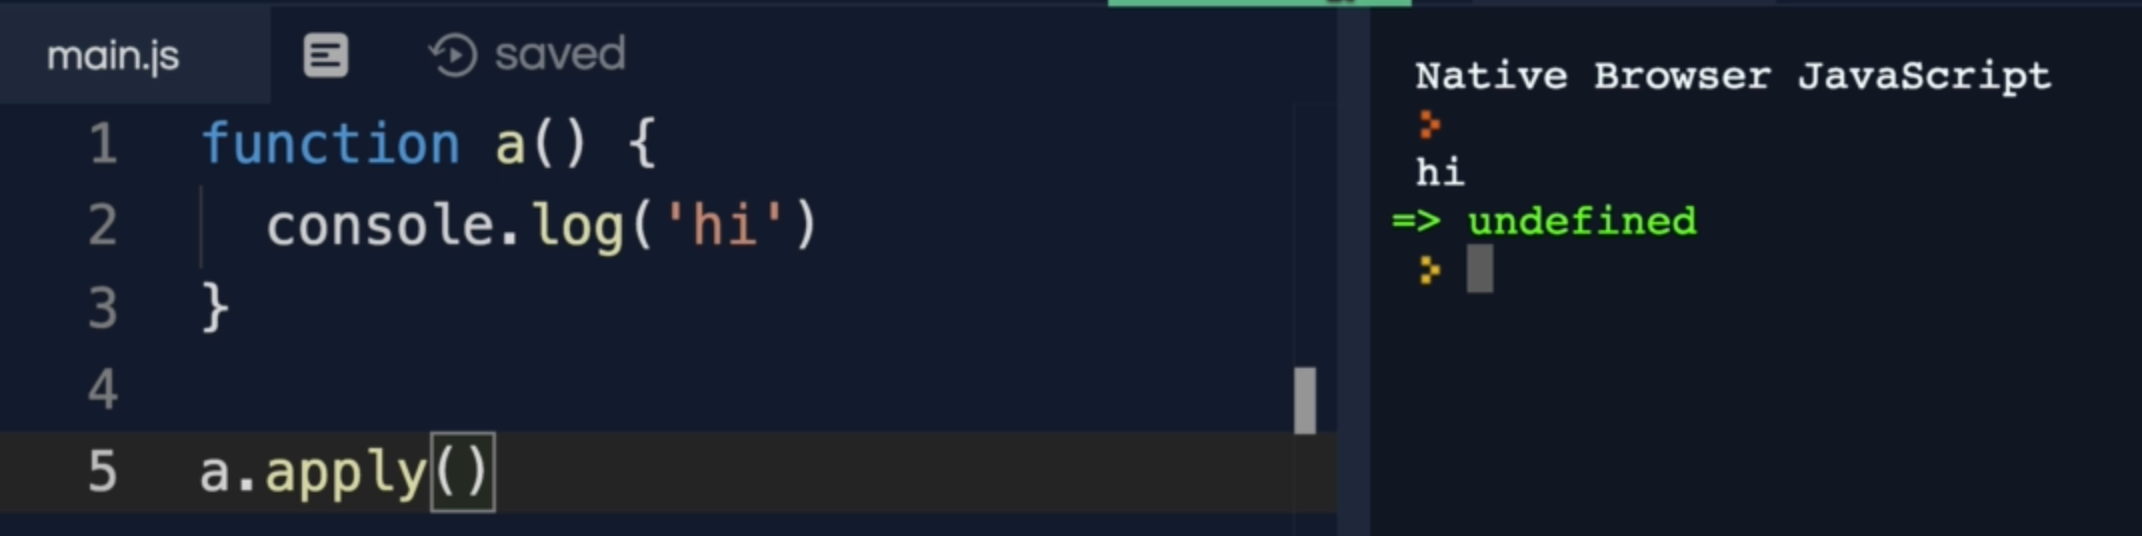 main.js saved
1 function a() {
2 console.log('hi')
3 }
4
5 a.apply()
Native Browser JavaScript
>
hi
=> undefined
>